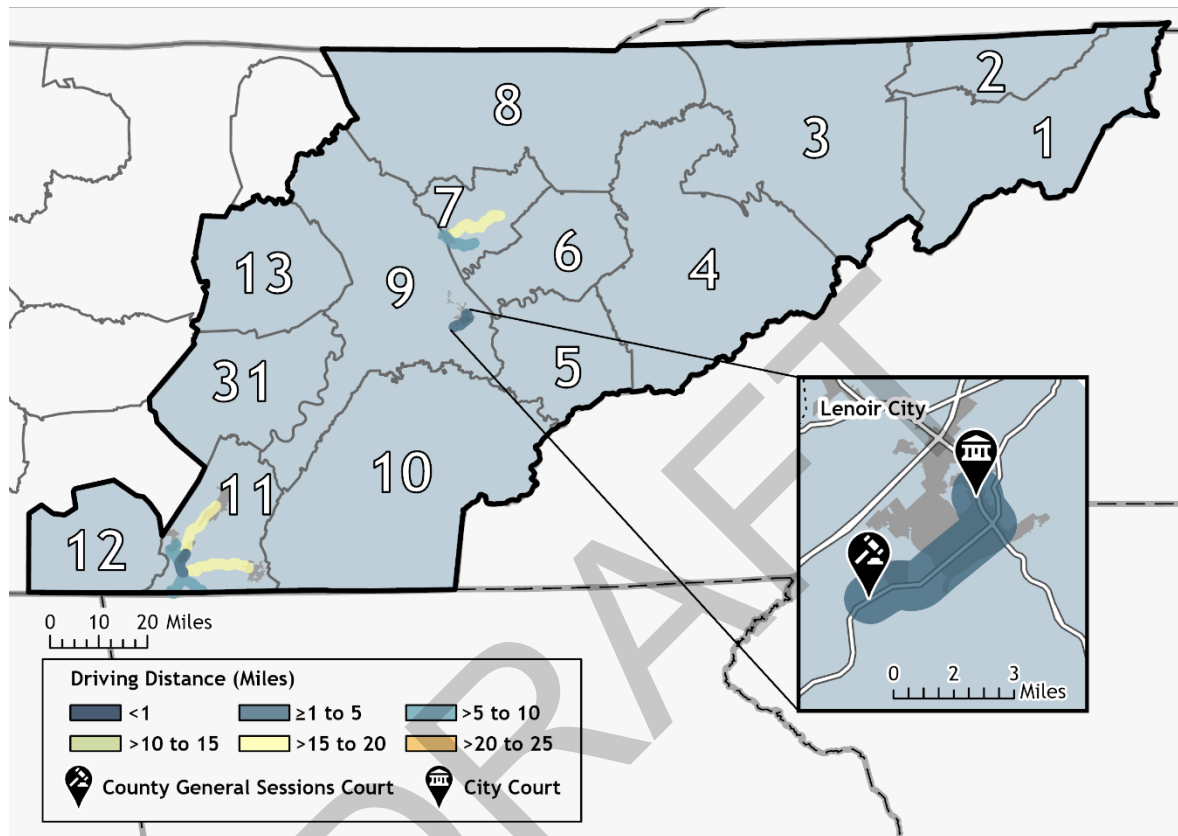 8
2
3
1
7
6
13
9
4
5
31
10
11
12
Lenoir City
0 2 3
Miles
0 10 20 Miles
Driving Distance (Miles)
<1 ≥1 to 5 >5 to 10
>10 to 15 >15 to 20 >20 to 25
County General Sessions Court City Court
DRAFT